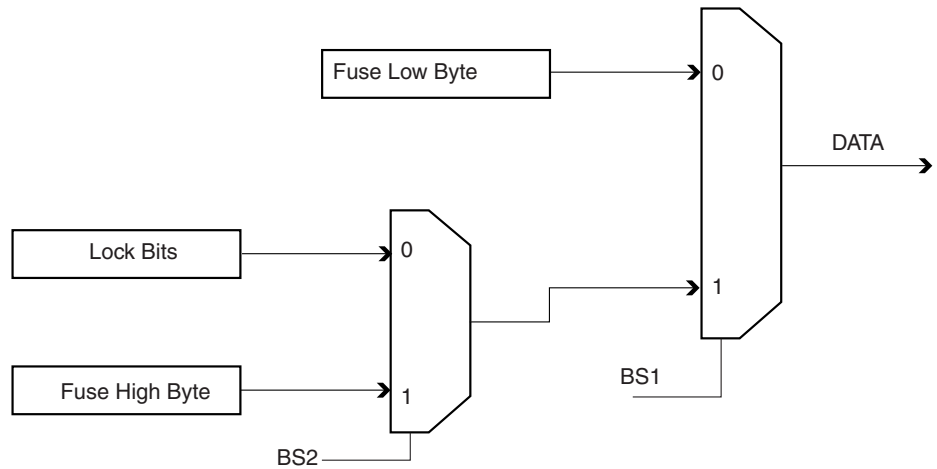 Fuse Low Byte
0
DATA
Lock Bits
0
1
BS1
Fuse High Byte
1
BS2